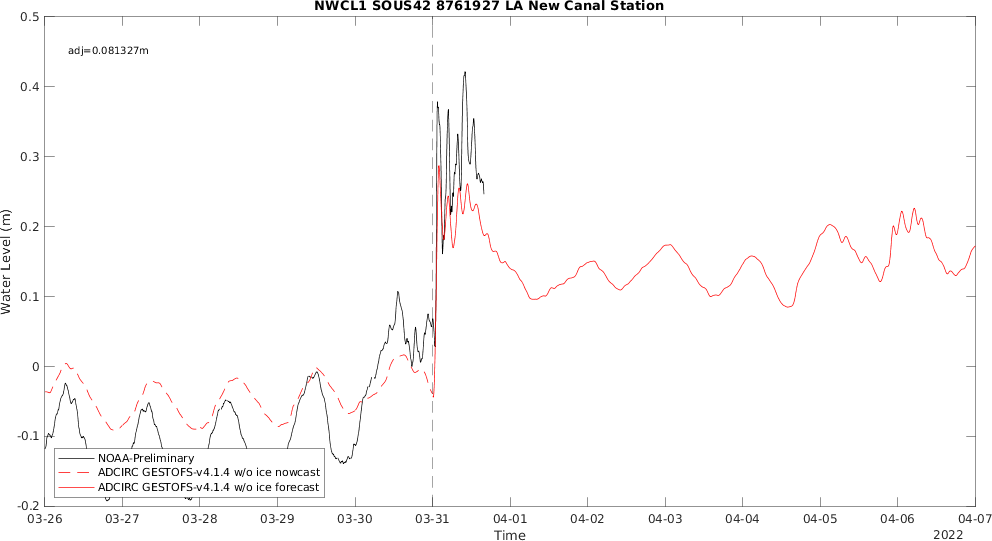 NWCL1 SOUS42 8761927 LA New Canal Station
adj=0.081327m
0.5
0.4
0.3
0.2
0.1
0
-0.1
-0.2
Water Level (m)
NOAA-Preliminary
ADCIRC GESTOFS-v4.1.4 w/o ice nowcast
ADCIRC GESTOFS-v4.1.4 w/o ice forecast
03-26 03-27 03-28 03-29 03-30 03-31 04-01 04-02 04-03 04-04 04-05 04-06 04-07
Time
2022